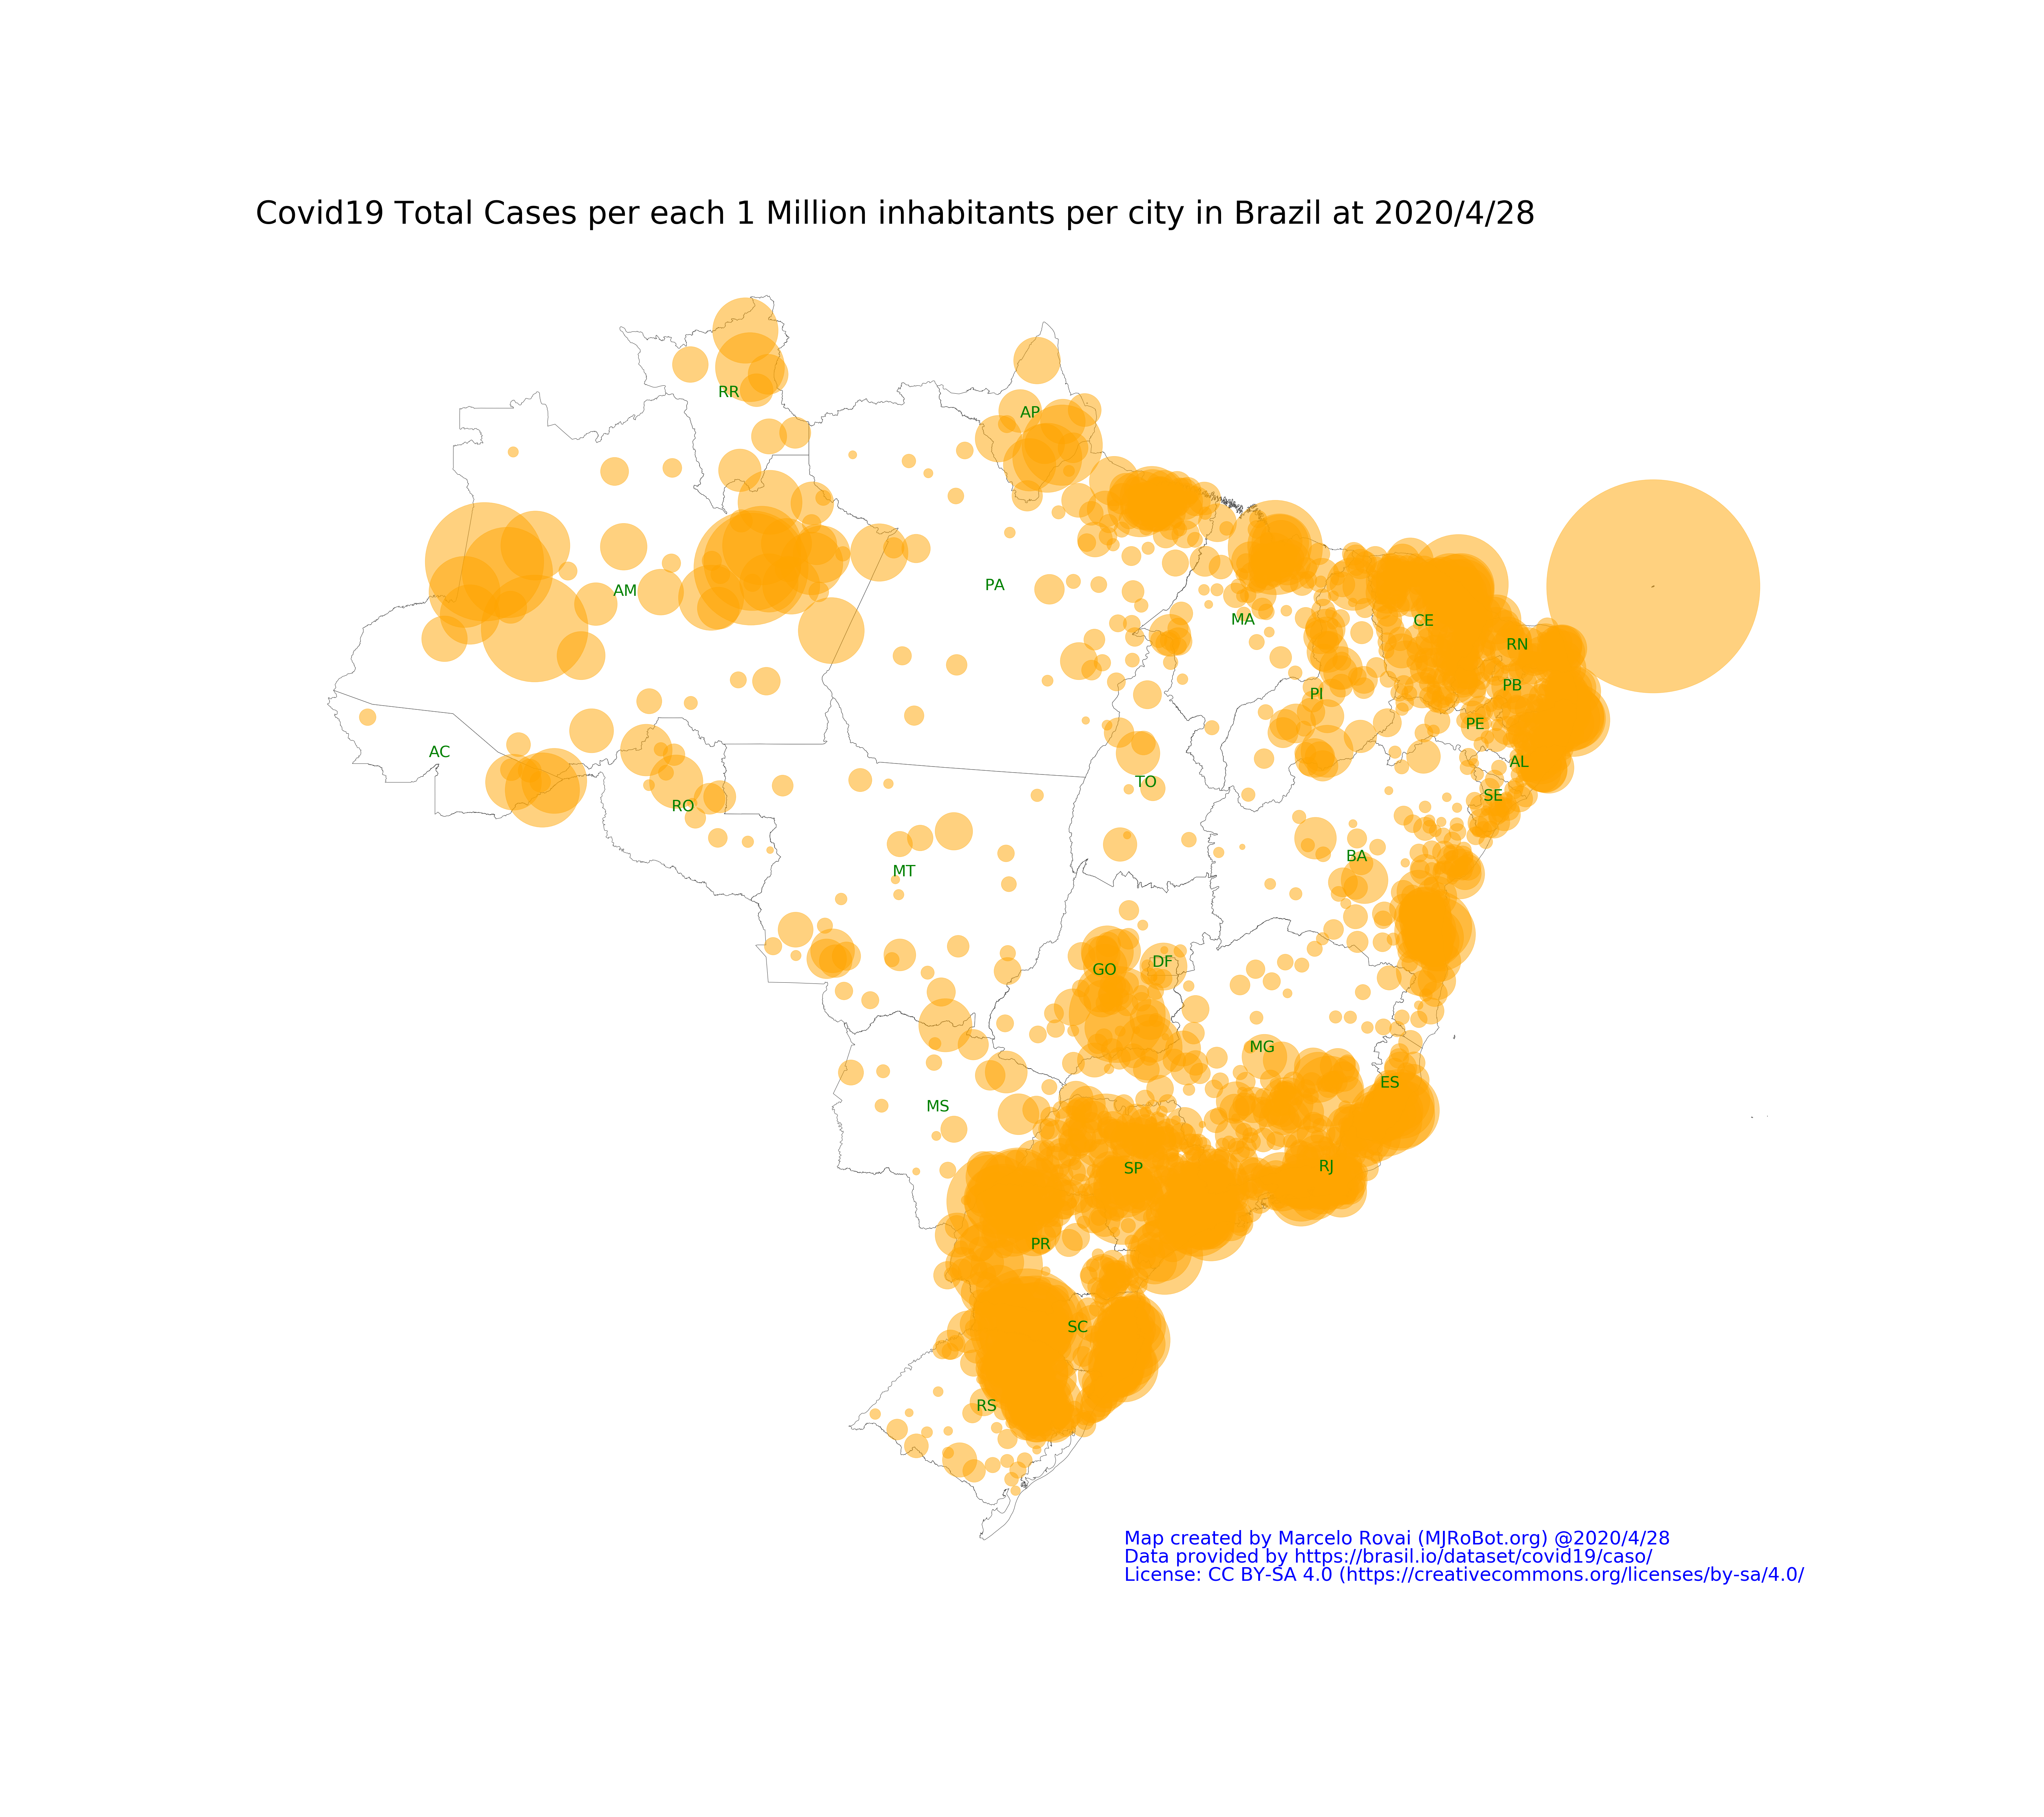 Covid19 Total Cases per each 1 Million inhabitants per city in Brazil at 2020/4/28
RR
AP
AM
PA
MA
CE
RN
PB
PI
PE
AC
AL
TO
SE
RO
BA
MT
DF
GO
MG
ES
MS
RJ
SP
PR
SC
RS
Map created by Marcelo Rovai (MJRoBot.org) @2020/4/28
Data provided by https://brasil.io/dataset/covid19/caso/
License: CC BY-SA 4.0 (https://creativecommons.org/licenses/by-sa/4.0/